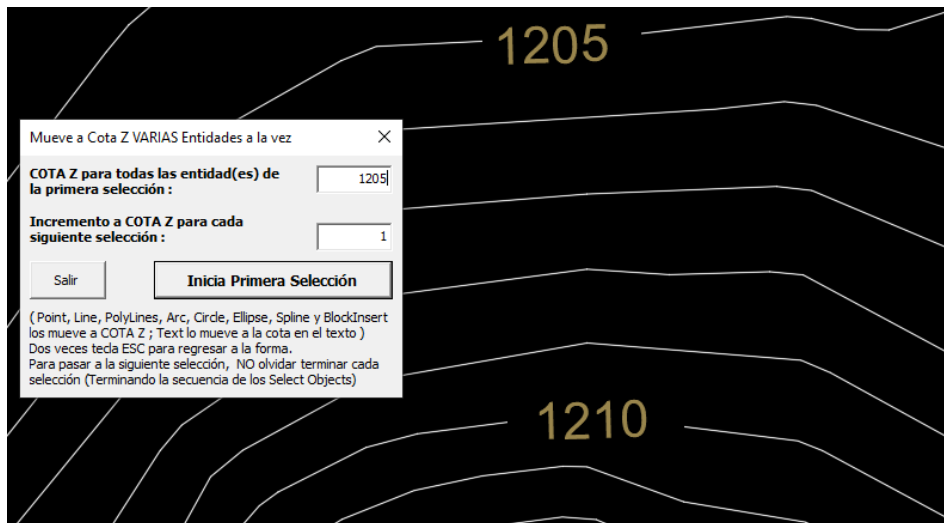 1205
Mueve a Cota Z VARIAS Entidades a la vez
COTA Z para todas las entidad(es) de
la primera selección :
1205
Incremento a COTA Z para cada
siguiente selección :
1
Salir
Inicia Primera Selección
( Point, Line, PolyLines, Arc, Circle, Ellipse, Spline y BlockInsert
los mueve a COTA Z ; Text lo mueve a la cota en el texto )
Dos veces tecla ESC para regresar a la forma.
Para pasar a la siguiente selección, NO olvidar terminar cada
selección (Terminando la secuencia de los Select Objects)
1210